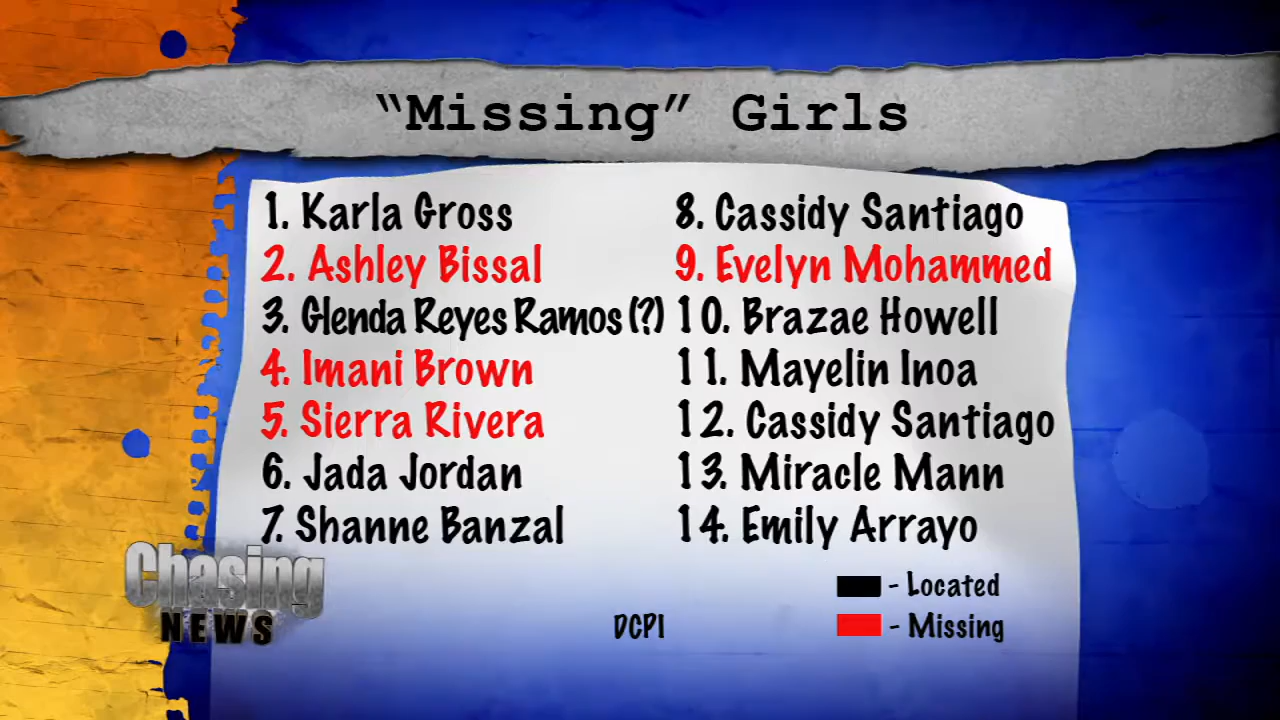 “Missing” Girls
1. Karla Gross
2. Ashley Bissal
3. Glenda Reyes Ramos (?)
4. Imani Brown
5. Sierra Rivera
6. Jada Jordan
7. Shanne Banzal
8. Cassidy Santiago
9. Evelyn Mohammed
10. Brazae Howell
11. Mayelin Inoa
12. Cassidy Santiago
13. Miracle Mann
14. Emily Arrayo
- Located
- Missing
DCPI
Chasing
NEWS